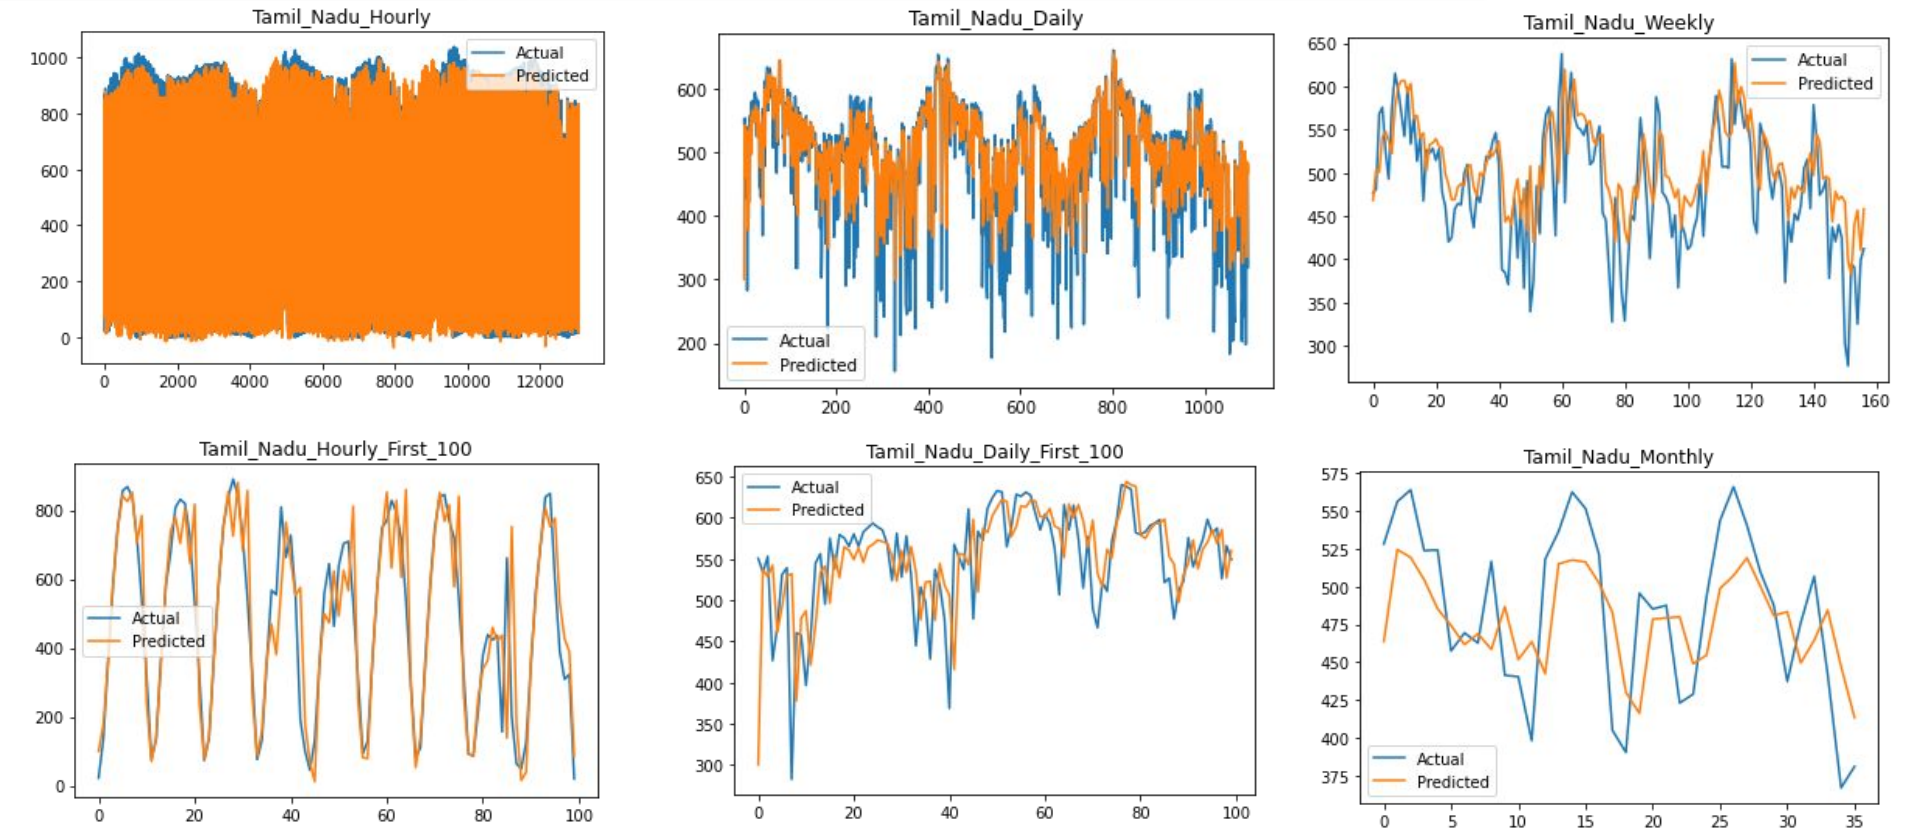 Tamil_Nadu_Hourly
1000
800
600
400
200
0
0 2000 4000 6000 8000 10000 12000
Actual
Predicted
Tamil_Nadu_Daily
600
500
400
300
200
0 200 400 600 800 1000
Actual
Predicted
Tamil_Nadu_Weekly
650
600
550
500
450
400
350
300
0 20 40 60 80 100 120 140 160
Actual
Predicted
Tamil_Nadu_Hourly_First_100
800
600
400
200
0
0 20 40 60 80 100
Actual
Predicted
Tamil_Nadu_Daily_First_100
650
600
550
500
450
400
350
300
0 20 40 60 80 100
Actual
Predicted
Tamil_Nadu_Monthly
575
550
525
500
475
450
425
400
375
0 5 10 15 20 25 30 35
Actual
Predicted